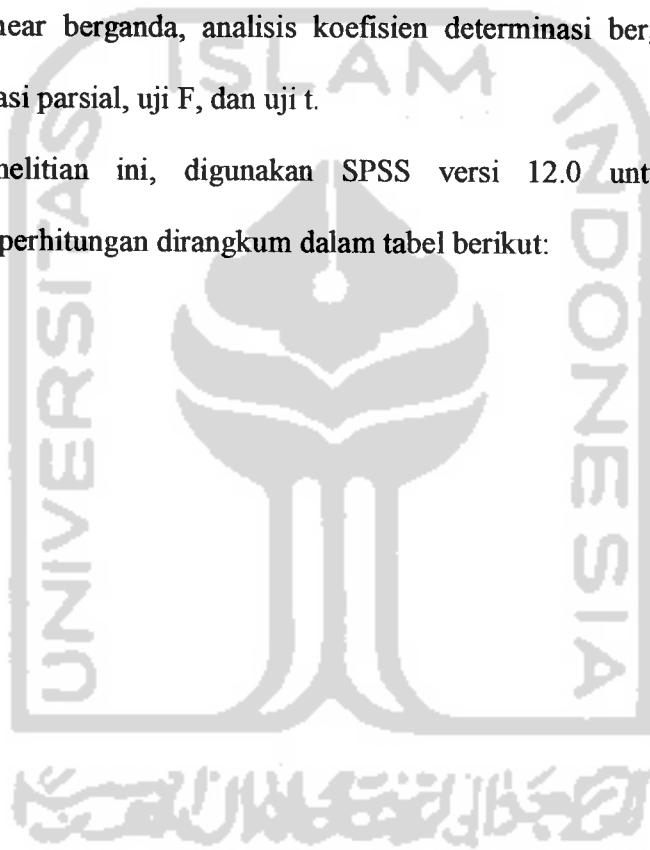 near berganda, analisis koefisien determinasi ber
asi parsial, uji F, dan uji t.
nelitian ini, digunakan SPSS versi 12.0 unt
perhitungan dirangkum dalam tabel berikut:
ISLAM
UNIVERSITAS
INDONESIA